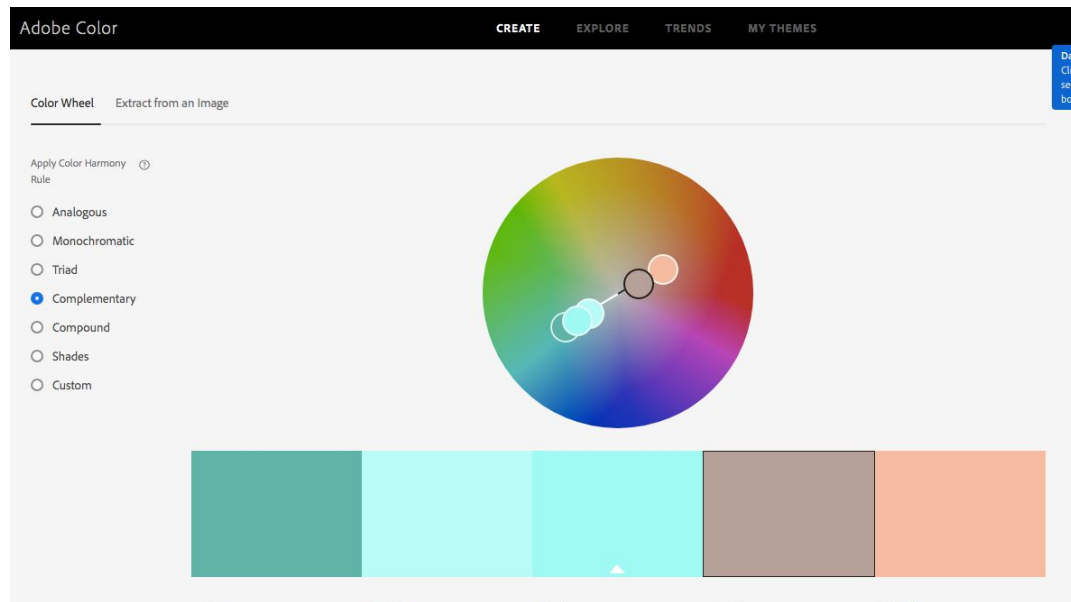 Adobe Color
CREATE EXPLORE TRENDS MY THEMES
Color Wheel Extract from an Image
Apply Color Harmony
Rule
Analogous
Monochromatic
Triad
Complementary
Compound
Shades
Custom